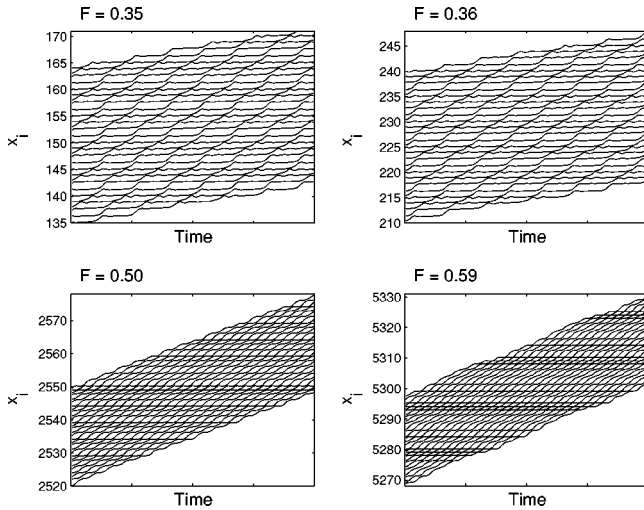 F = 0.35
170
165
160
155
150
145
140
135
x_i
Time
F = 0.36
245
240
235
230
225
220
215
210
x_i
Time
F = 0.50
2570
2560
2550
2540
2530
2520
x_i
Time
F = 0.59
5330
5320
5310
5300
5290
5280
5270
x_i
Time